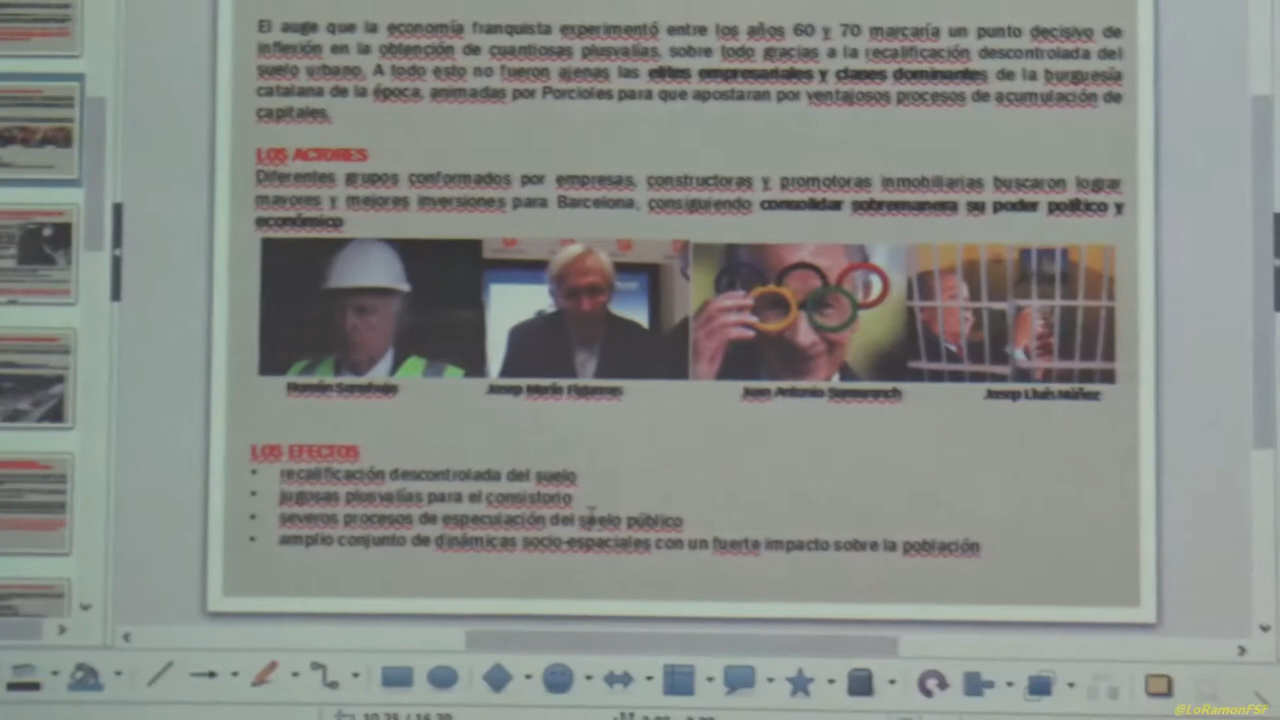 El auge que la economía franquista experimentó entre los años 60 y 70 marcaría un punto decisivo de
inflexión en la obtención de cuantiosas plusvalías, sobre todo gracias a la recalificación descontrolada del
suelo urbano. A todo esto no fueron ajenas las elites empresariales y clases dominantes de la burguesía
catalana de la época, animadas por Porcioles para que apostaran por ventajosos procesos de acumulación de
capitales.
LOS ACTORES
Diferentes grupos conformados por empresas, constructoras y promotoras inmobiliarias buscaron lograr
mayores y mejores inversiones para Barcelona, consiguiendo consolidar sobremanera su poder político y
económico
Román Sanahuja Josep María Figueras Juan Antonio Samaranch Josep Lluís Núñez
LOS EFECTOS
• recalificación descontrolada del suelo
• jugosas plusvalías para el consistorio
• severos procesos de especulación del suelo público
• amplio conjunto de dinámicas socio-espaciales con un fuerte impacto sobre la población
@LoRamonFSF